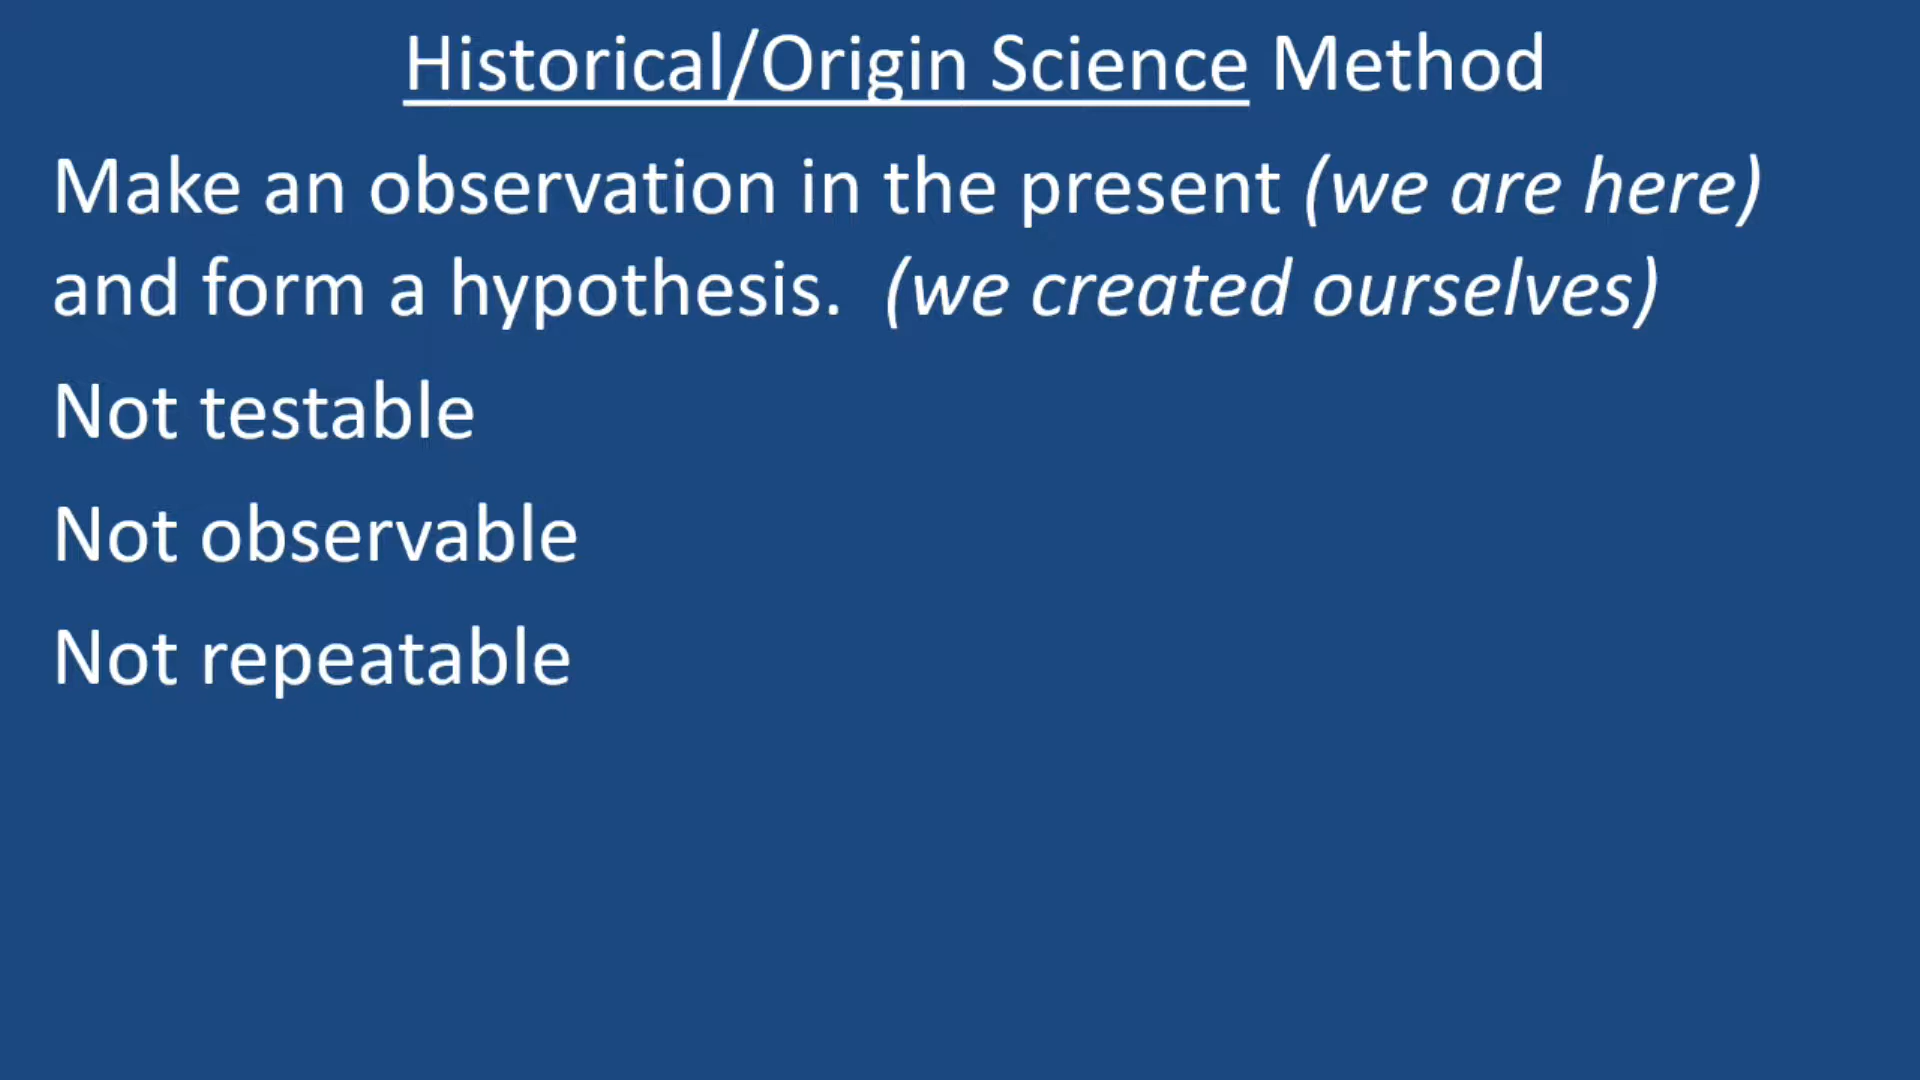 Historical/Origin Science Method
Make an observation in the present (we are here)
and form a hypothesis.  (we created ourselves)
Not testable
Not observable
Not repeatable